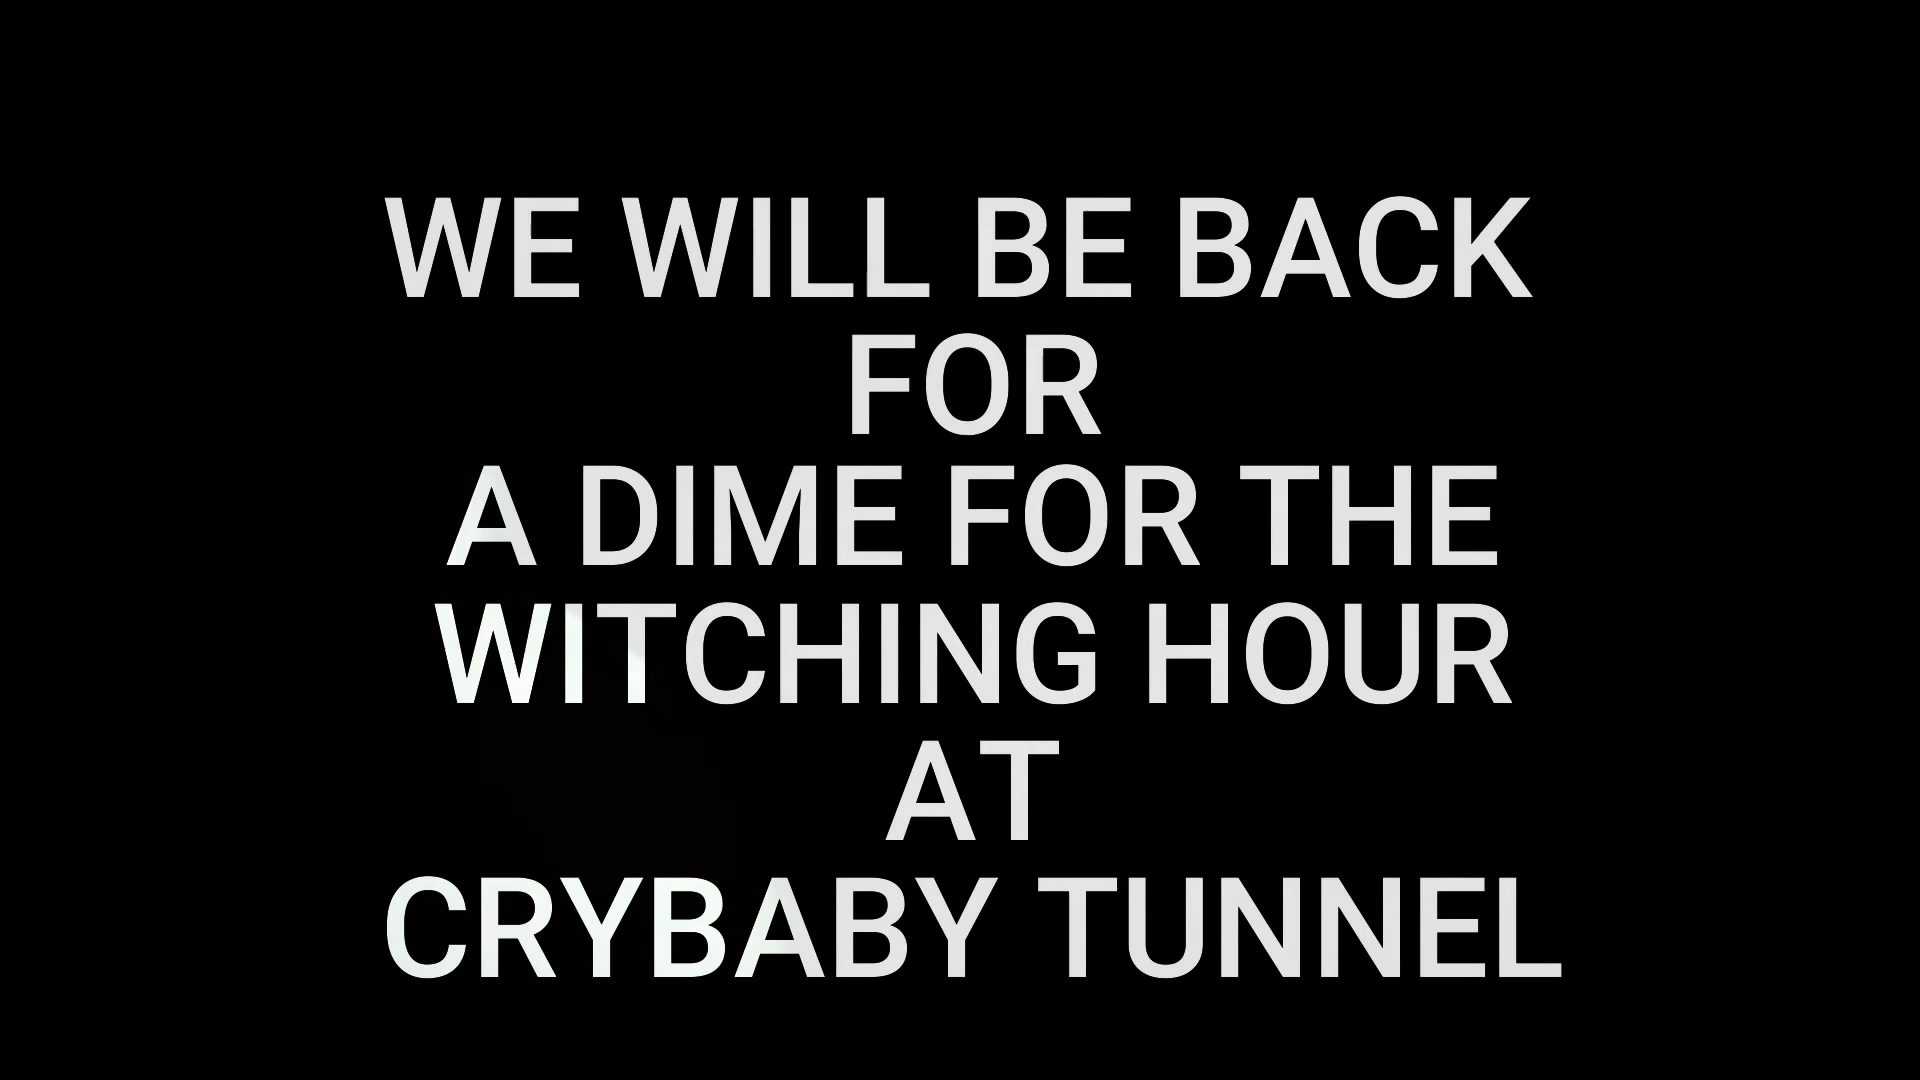 WE WILL BE BACK
FOR
A DIME FOR THE
WITCHING HOUR
AT
CRYBABY TUNNEL